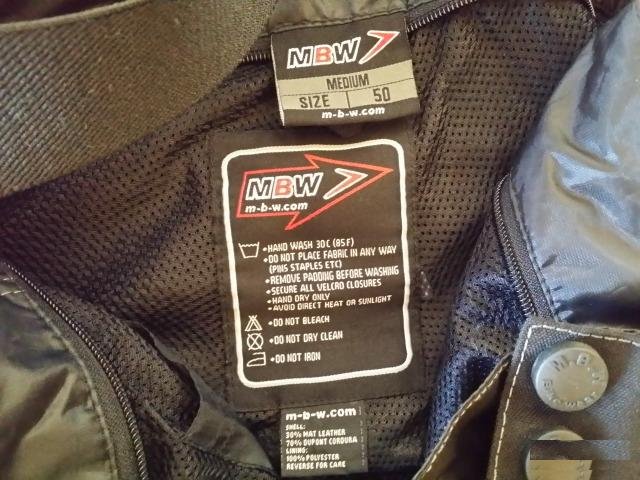 MBW
MEDIUM
SIZE 50
m-b-w.com
MBW
m-b-w.com
•HAND WASH 30C (85F)
•DO NOT PLACE FABRIC IN ANY WAY
(PINS STAPLES ETC)
•REMOVE PADDING BEFORE WASHING
•SECURE ALL VELCRO CLOSURES
•HAND DRY ONLY
•AVOID DIRECT HEAT OR SUNLIGHT
•DO NOT BLEACH
•DO NOT DRY CLEAN
•DO NOT IRON
m-b-w.com
SHELL:
30% MAT LEATHER
70% DUPONT CORDURA
LINING:
100% POLYESTER
REVERSE FOR CARE
M-B-W